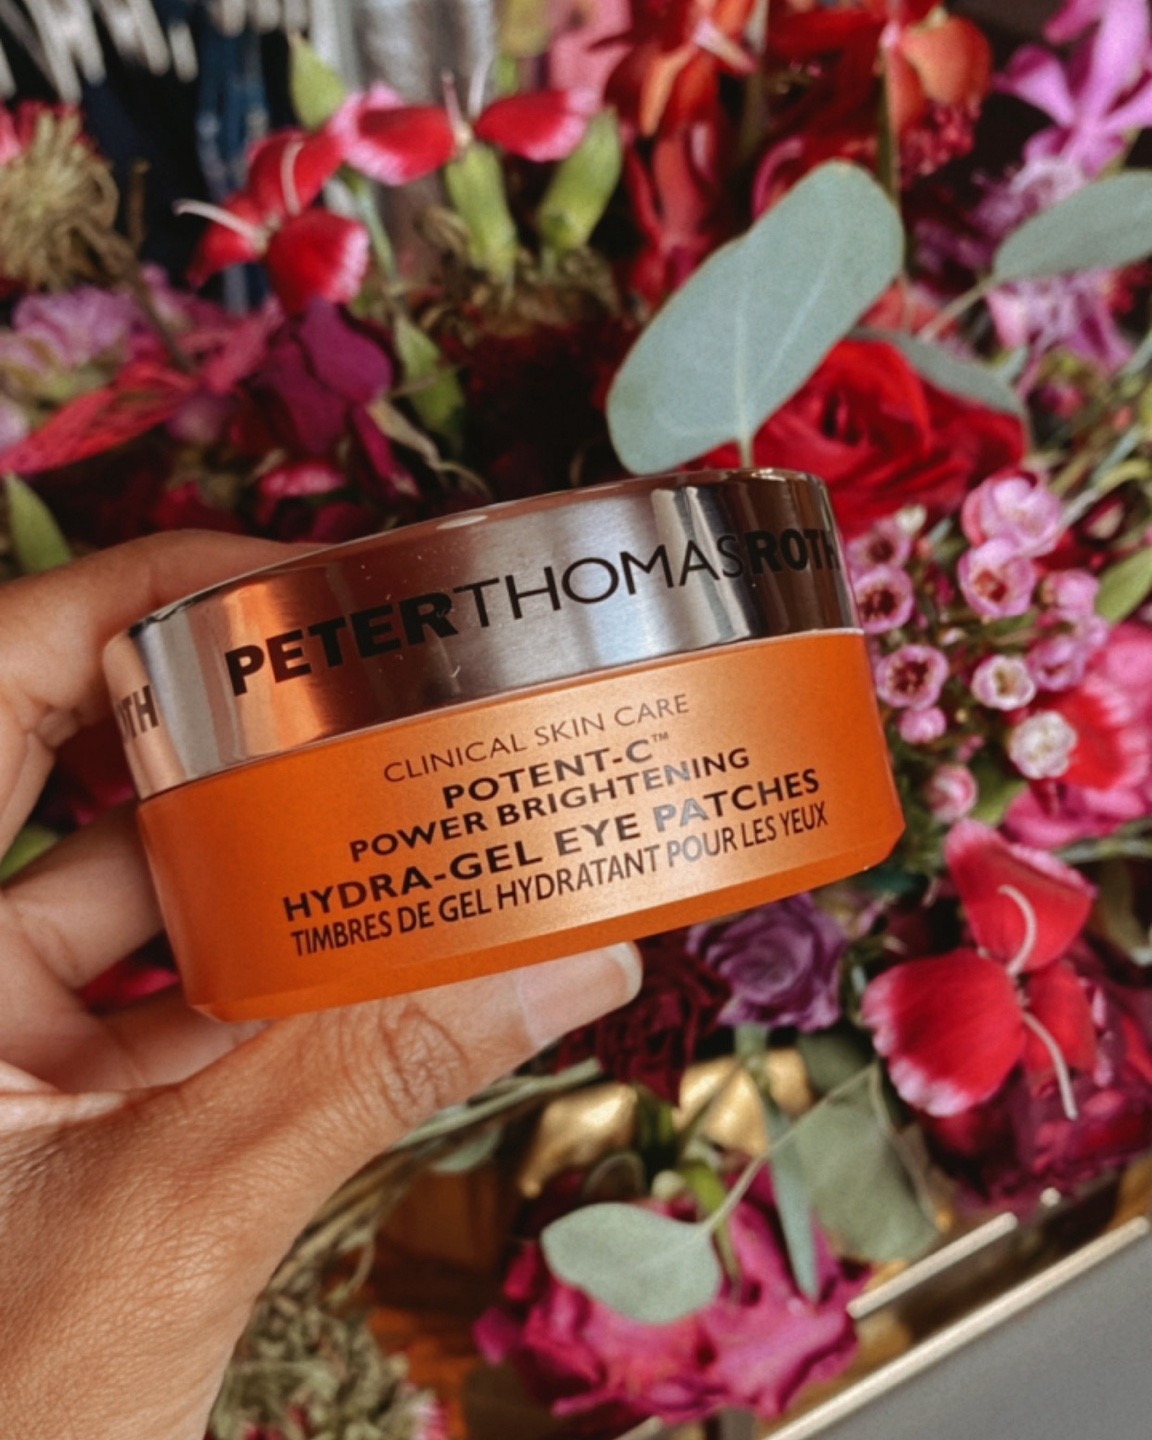 PETERTHOMASROTH
OTH
CLINICAL SKIN CARE
POTENT-C™
POWER BRIGHTENING
HYDRA-GEL EYE PATCHES
TIMBRES DE GEL HYDRATANT POUR LES YEUX